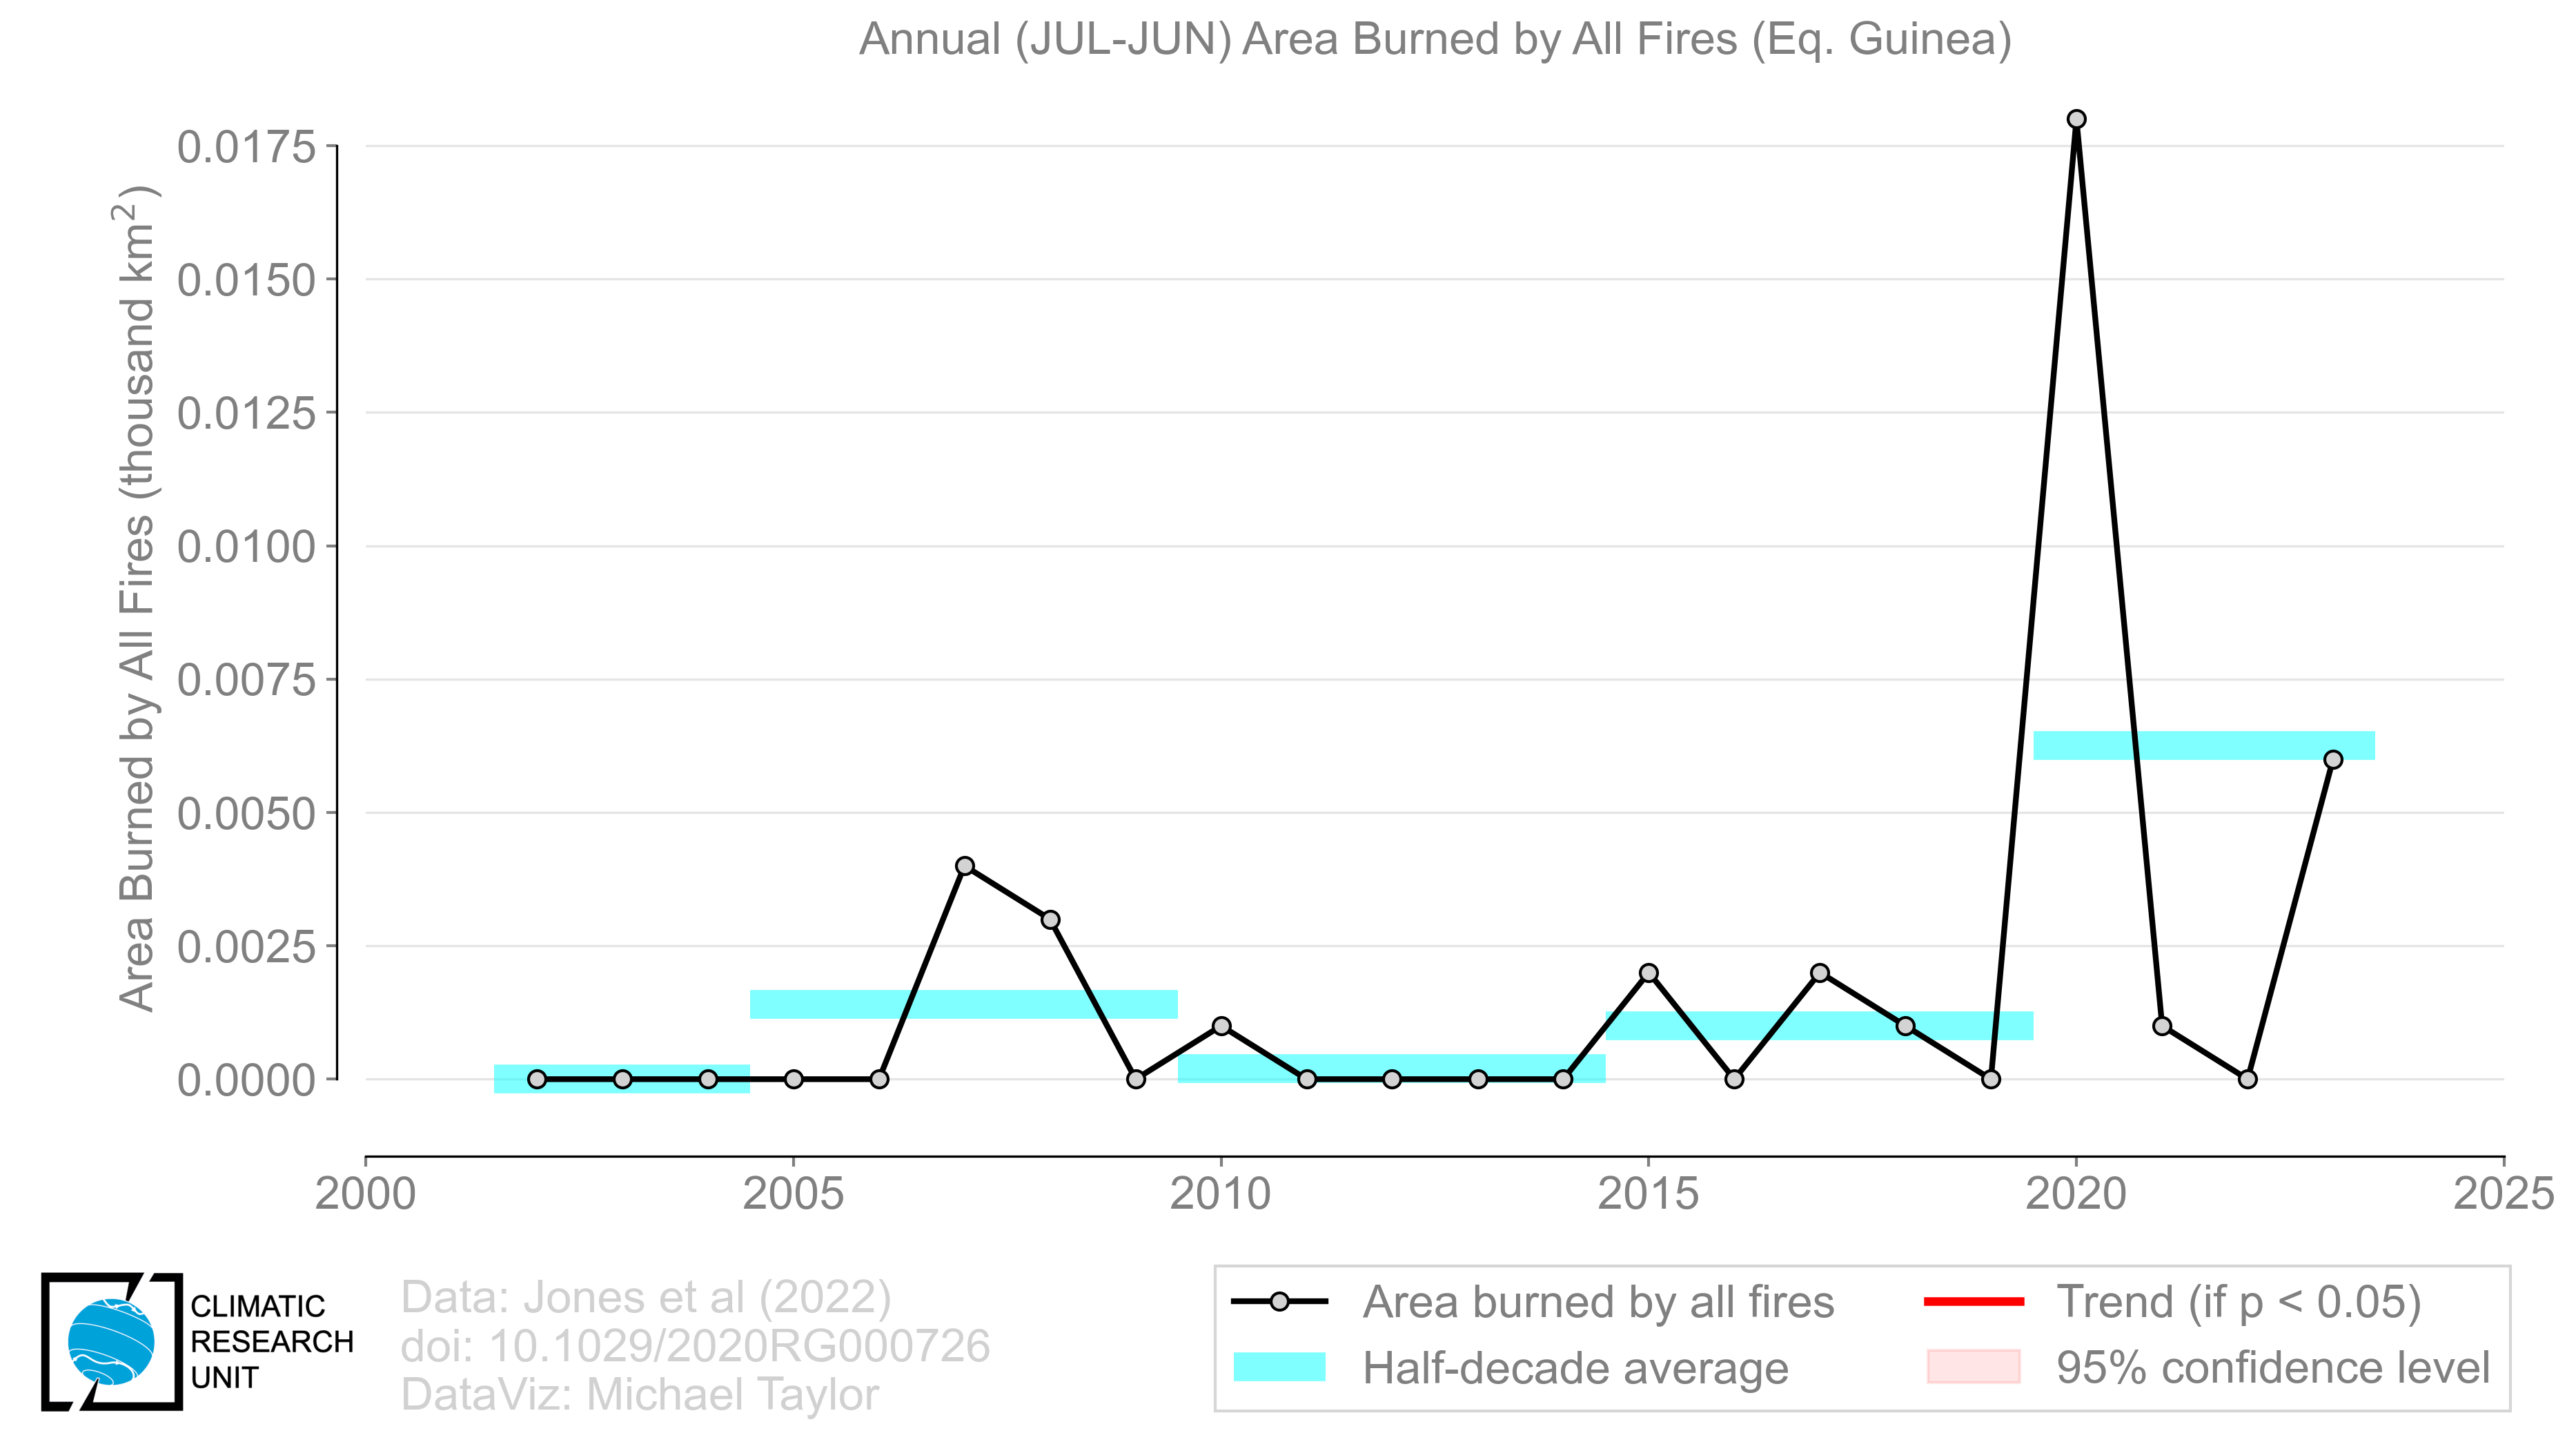 Annual (JUL-JUN) Area Burned by All Fires (Eq. Guinea)
Area Burned by All Fires (thousand km²)
0.0175
0.0150
0.0125
0.0100
0.0075
0.0050
0.0025
0.0000
2000 2005 2010 2015 2020 2025
CLIMATIC
RESEARCH
UNIT
Data: Jones et al (2022)
doi: 10.1029/2020RG000726
DataViz: Michael Taylor
Area burned by all fires
Half-decade average
Trend (if p < 0.05)
95% confidence level